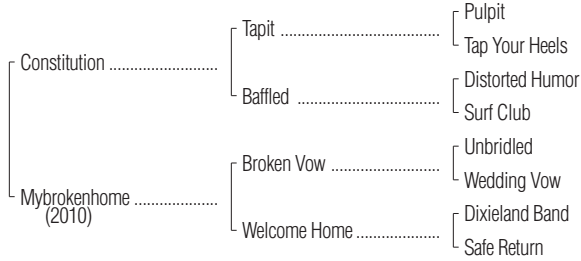 Pulpit
Tapit ..............................
Tap Your Heels
Constitution ........................
Distorted Humor
Baffled ...........................
Surf Club
Unbridled
Broken Vow ......................
Wedding Vow
Mybrokenhome ..................
(2010)
Dixieland Band
Welcome Home .................
Safe Return